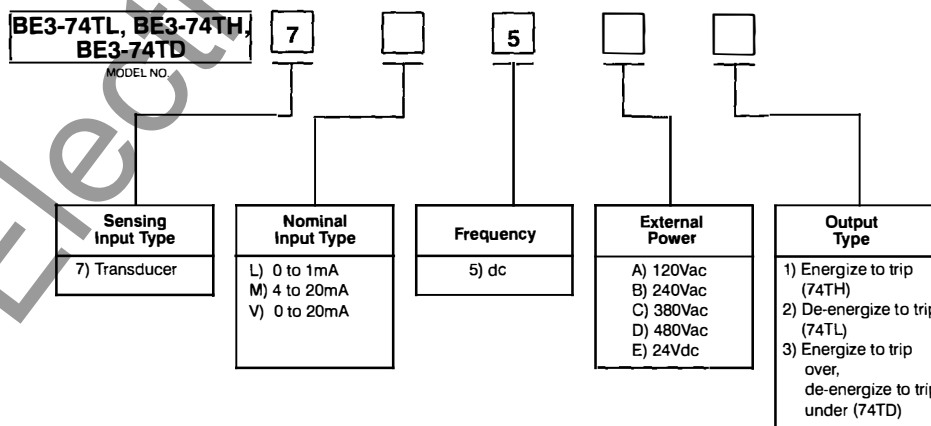 BE3-74TL, BE3-74TH,
BE3-74TD
MODEL NO.
7
5
Sensing
Input Type
7) Transducer
Nominal
Input Type
L) 0 to 1mA
M) 4 to 20mA
V) 0 to 20mA
Frequency
5) dc
External
Power
A) 120Vac
B) 240Vac
C) 380Vac
D) 480Vac
E) 24Vdc
Output
Type
1) Energize to trip
(74TH)
2) De-energize to trip
(74TL)
3) Energize to trip
over,
de-energize to trip
under (74TD)
Electri